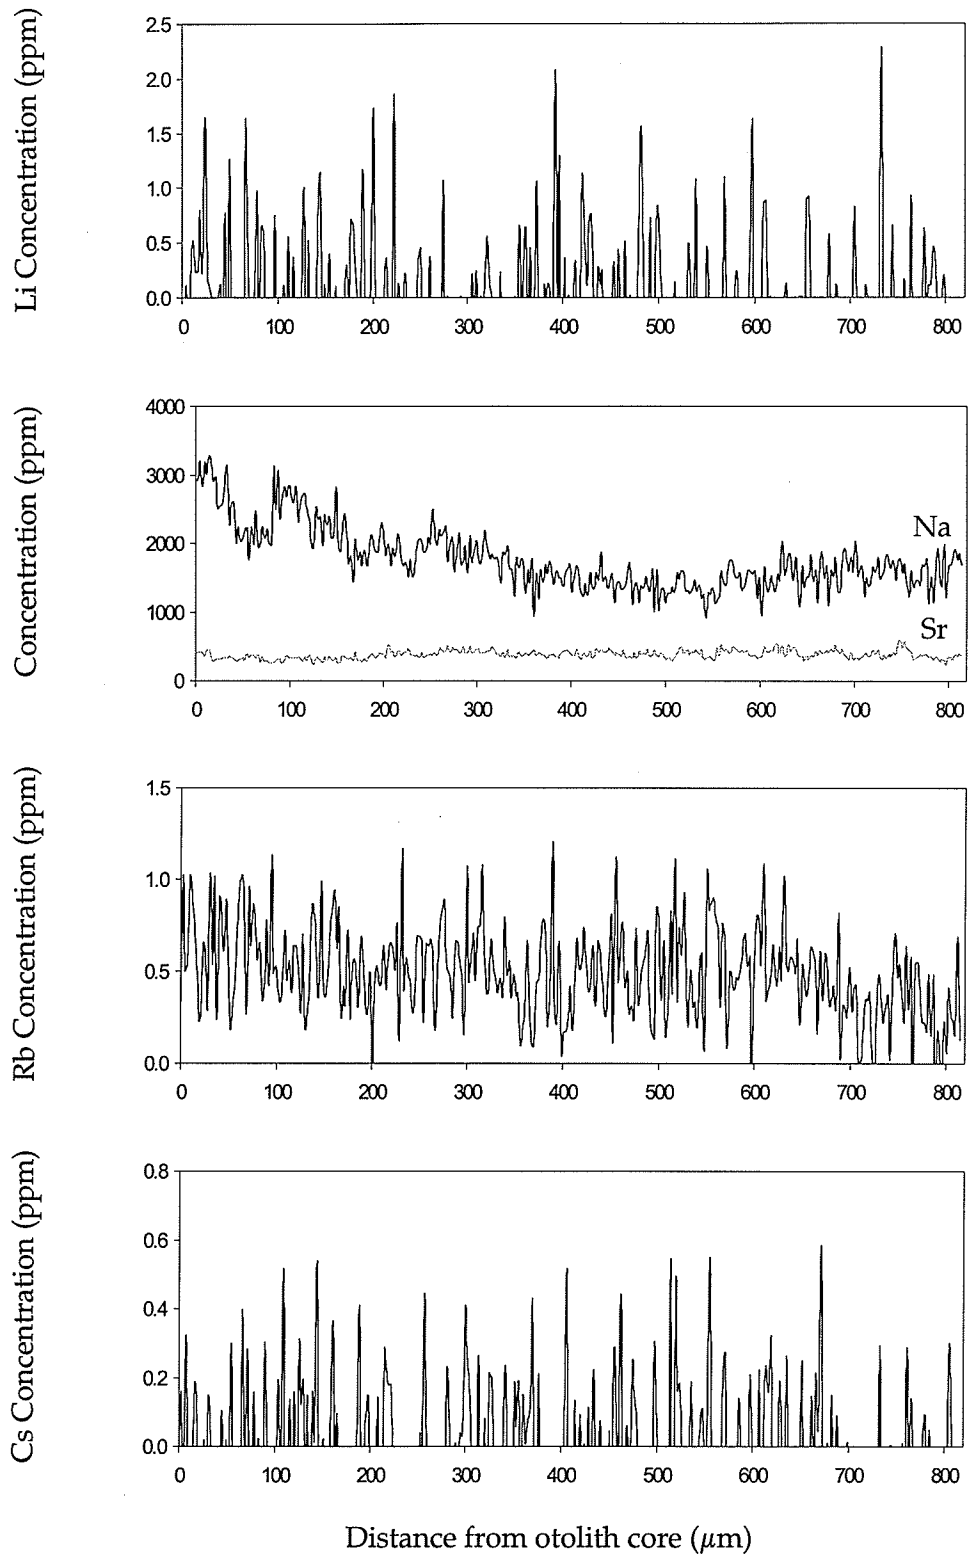 Li Concentration (ppm)
2.5
2.0
1.5
1.0
0.5
0.0
0 100 200 300 400 500 600 700 800
Concentration (ppm)
4000
3000
2000
1000
0
Na
Sr
0 100 200 300 400 500 600 700 800
Rb Concentration (ppm)
1.5
1.0
0.5
0.0
0 100 200 300 400 500 600 700 800
Cs Concentration (ppm)
0.8
0.6
0.4
0.2
0.0
0 100 200 300 400 500 600 700 800
Distance from otolith core (μm)